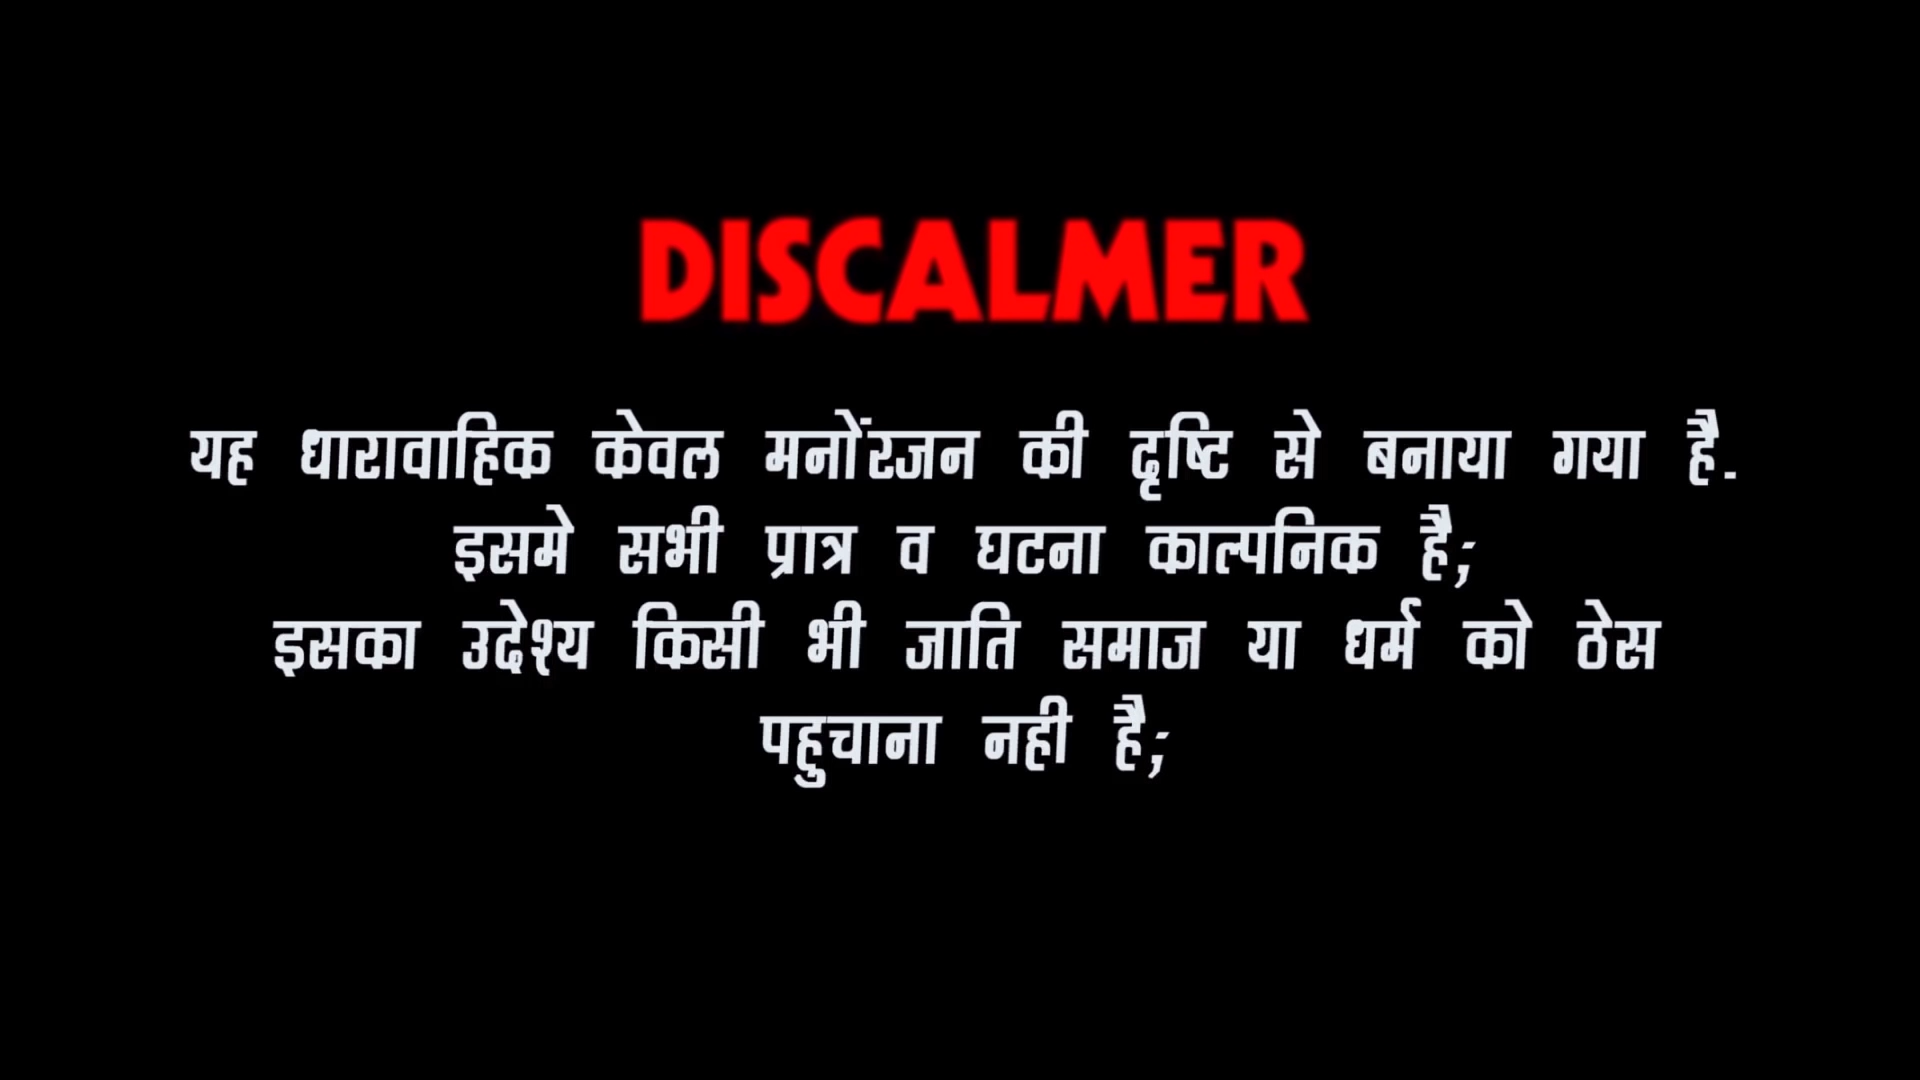 DISCALMER
यह धारावाहिक केवल मनोंरजन की दृष्टि से बनाया गया है.
इसमे सभी प्रात्र व घटना काल्पनिक है;
इसका उदेश्य किसी भी जाति समाज या धर्म को ठेस
पहुचाना नही है;